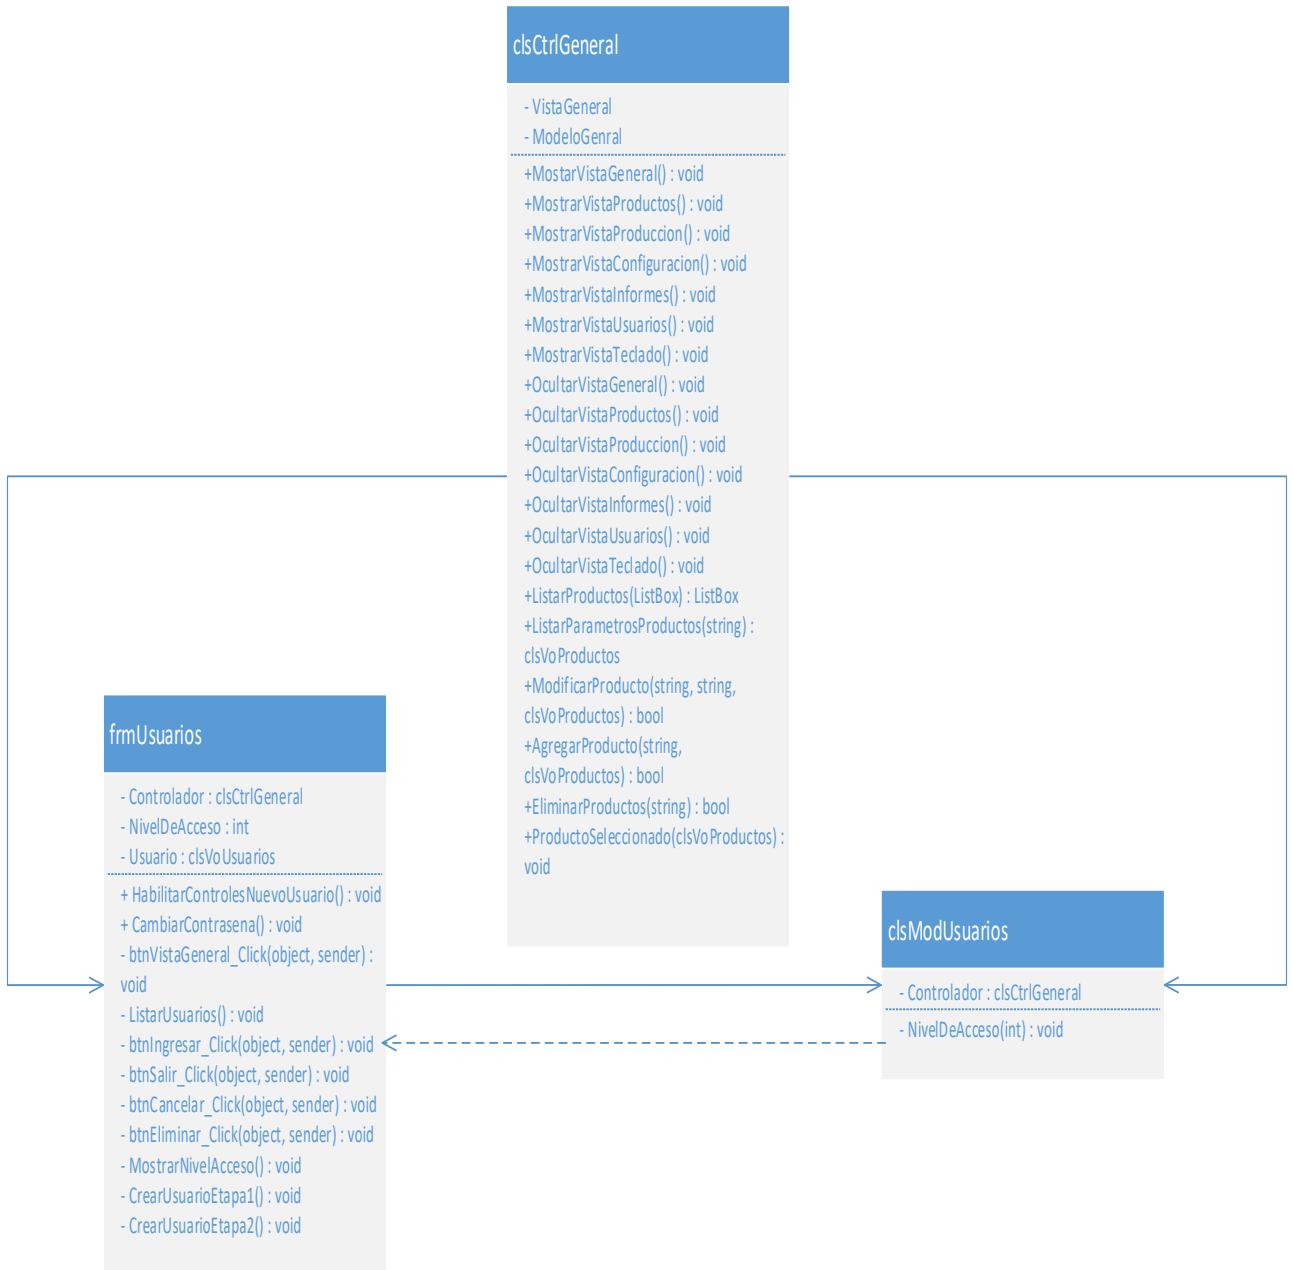 clsCtrlGeneral
- VistaGeneral
- ModeloGenral
+MostarVistaGeneral() : void
+MostrarVistaProductos() : void
+MostrarVistaProduccion() : void
+MostrarVistaConfiguracion() : void
+MostrarVistaInformes() : void
+MostrarVistaUsuarios() : void
+MostrarVistaTeclado() : void
+OcultarVistaGeneral() : void
+OcultarVistaProductos() : void
+OcultarVistaProduccion() : void
+OcultarVistaConfiguracion() : void
+OcultarVistaInformes() : void
+OcultarVistaUsuarios() : void
+OcultarVistaTeclado() : void
+ListarProductos(ListBox) : ListBox
+ListarParametrosProductos(string) :
clsVoProductos
+ModificarProducto(string, string,
clsVoProductos) : bool
+AgregarProducto(string,
clsVoProductos) : bool
+EliminarProductos(string) : bool
+ProductoSeleccionado(clsVoProductos) :
void
frmUsuarios
- Controlador : clsCtrlGeneral
- NivelDeAcceso : int
- Usuario : clsVoUsuarios
+ HabilitarControlesNuevoUsuario() : void
+ CambiarContrasena() : void
- btnVistaGeneral_Click(object, sender) :
void
- ListarUsuarios() : void
- btnIngresar_Click(object, sender) : void
- btnSalir_Click(object, sender) : void
- btnCancelar_Click(object, sender) : void
- btnEliminar_Click(object, sender) : void
- MostrarNivelAcceso() : void
- CrearUsuarioEtapa1() : void
- CrearUsuarioEtapa2() : void
clsModUsuarios
- Controlador : clsCtrlGeneral
- NivelDeAcceso(int) : void